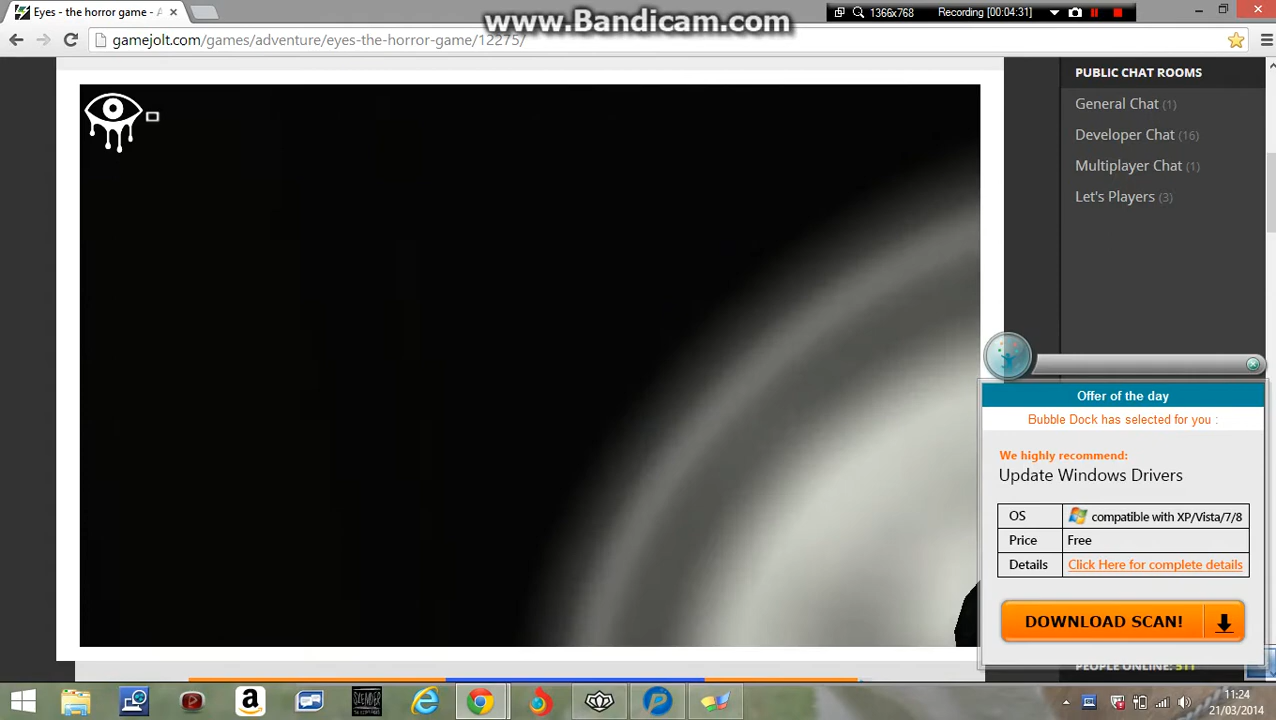 Eyes - the horror game - A
www.Bandicam.com
1366x768
Recording [00:04:31]
gamejolt.com/games/adventure/eyes-the-horror-game/12275/
PUBLIC CHAT ROOMS
General Chat (1)
Developer Chat (16)
Multiplayer Chat (1)
Let's Players (3)
Offer of the day
Bubble Dock has selected for you :
We highly recommend:
Update Windows Drivers
OS compatible with XP/Vista/7/8
Price Free
Details Click Here for complete details
DOWNLOAD SCAN!
PEOPLE ONLINE: 511
11:24
21/03/2014